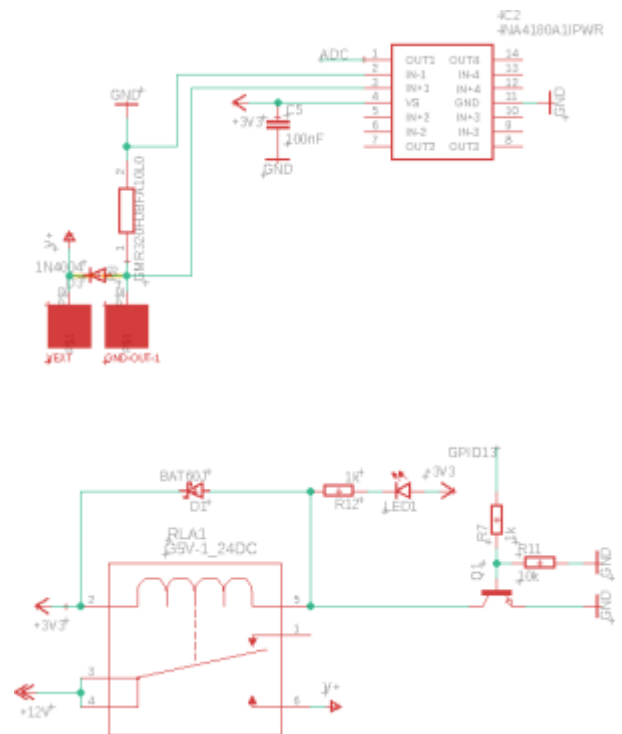 IC2
INA4180A1IPWR
ADC
1 OUT1 OUT4 14
2 IN-1 IN-4 13
3 IN+1 IN+4 12
4 VS GND 11
5 IN+2 IN+3 10
6 IN-2 IN-3 9
7 OUT2 OUT3 8
GND
GND
+3V3
C5
100nF
GND
2
1
V+
1N4004
D3
VEXT
GND-OUT-1
GPIO13
BAT60J
D1
1k
R12
LED1
+3V3
R7
1k
R11
10k
GND
Q1
GND
RLA1
G5V-1_24DC
2
5
+3V3
1
3
4
+12V
6
V+